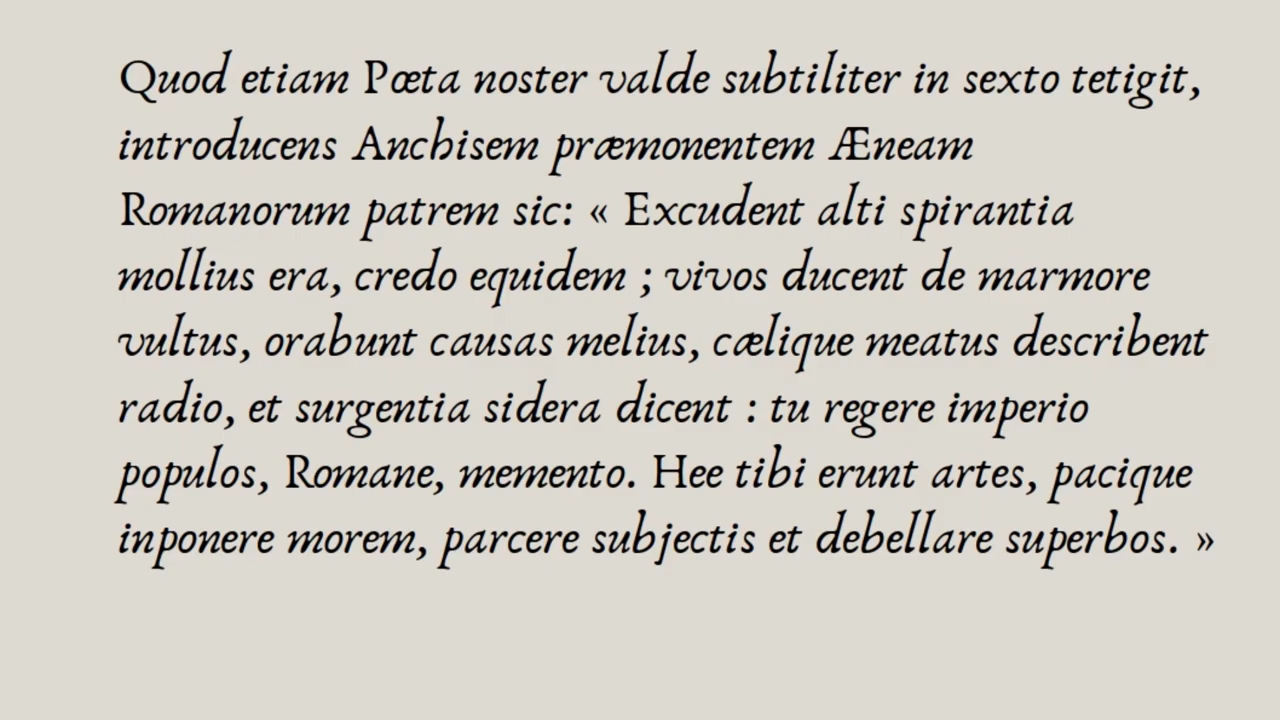 Quod etiam Pœta noster valde subtiliter in sexto tetigit,
introducens Anchisem præmonentem Æneam
Romanorum patrem sic: « Excudent alti spirantia
mollius era, credo equidem ; vivos ducent de marmore
vultus, orabunt causas melius, cælique meatus describent
radio, et surgentia sidera dicent : tu regere imperio
populos, Romane, memento. Hee tibi erunt artes, pacique
inponere morem, parcere subjectis et debellare superbos. »